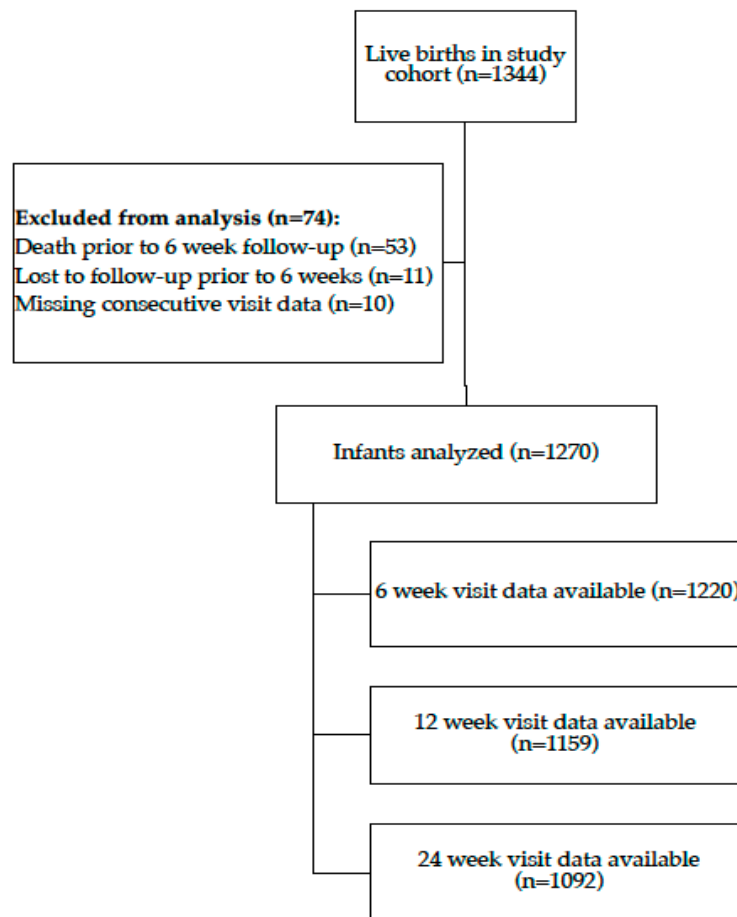 Live births in study
cohort (n=1344)
Excluded from analysis (n=74):
Death prior to 6 week follow-up (n=53)
Lost to follow-up prior to 6 weeks (n=11)
Missing consecutive visit data (n=10)
Infants analyzed (n=1270)
6 week visit data available (n=1220)
12 week visit data available
(n=1159)
24 week visit data available
(n=1092)